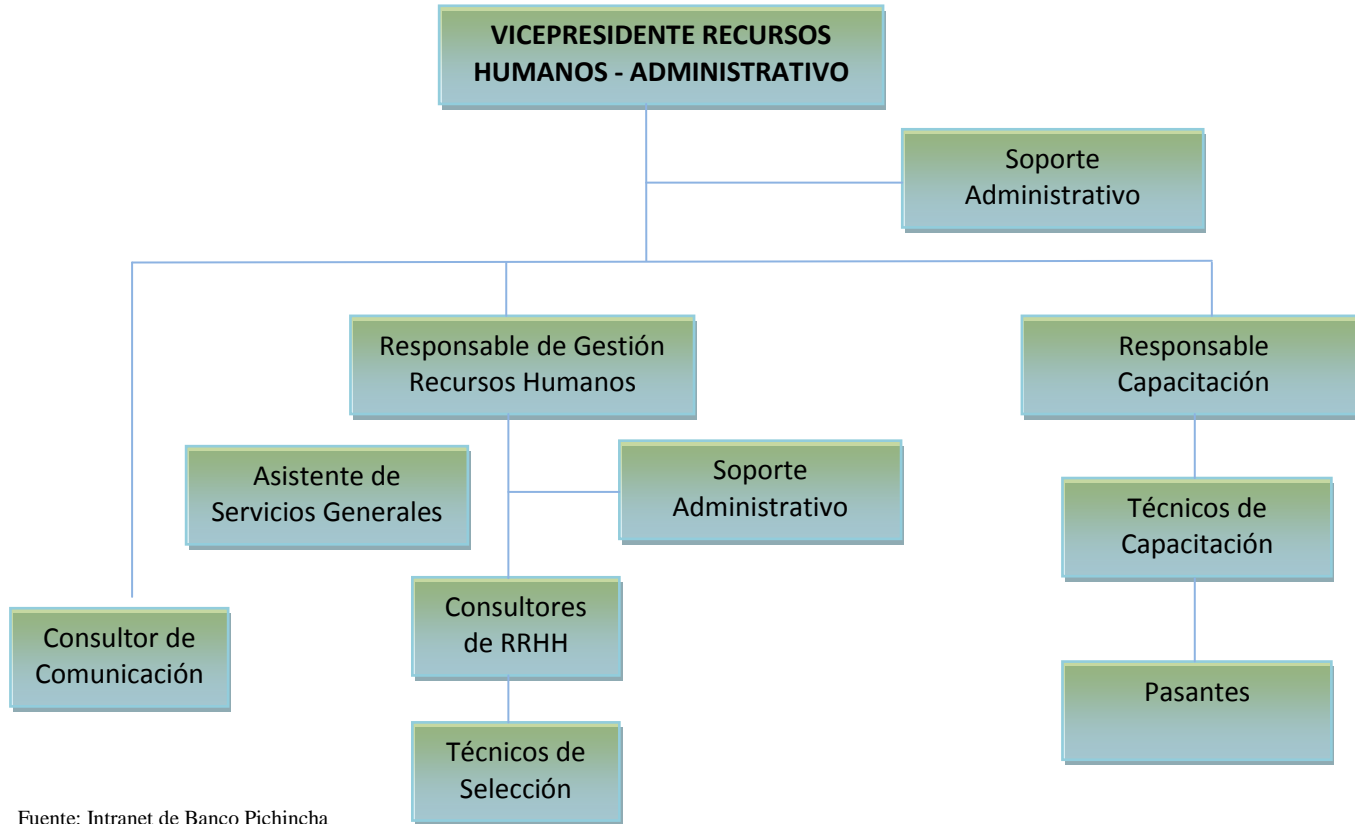 VICEPRESIDENTE RECURSOS
HUMANOS - ADMINISTRATIVO
Soporte
Administrativo
Responsable de Gestión
Recursos Humanos
Responsable
Capacitación
Asistente de
Servicios Generales
Soporte
Administrativo
Técnicos de
Capacitación
Consultor de
Comunicación
Consultores
de RRHH
Pasantes
Técnicos de
Selección
Fuente: Intranet de Banco Pichincha